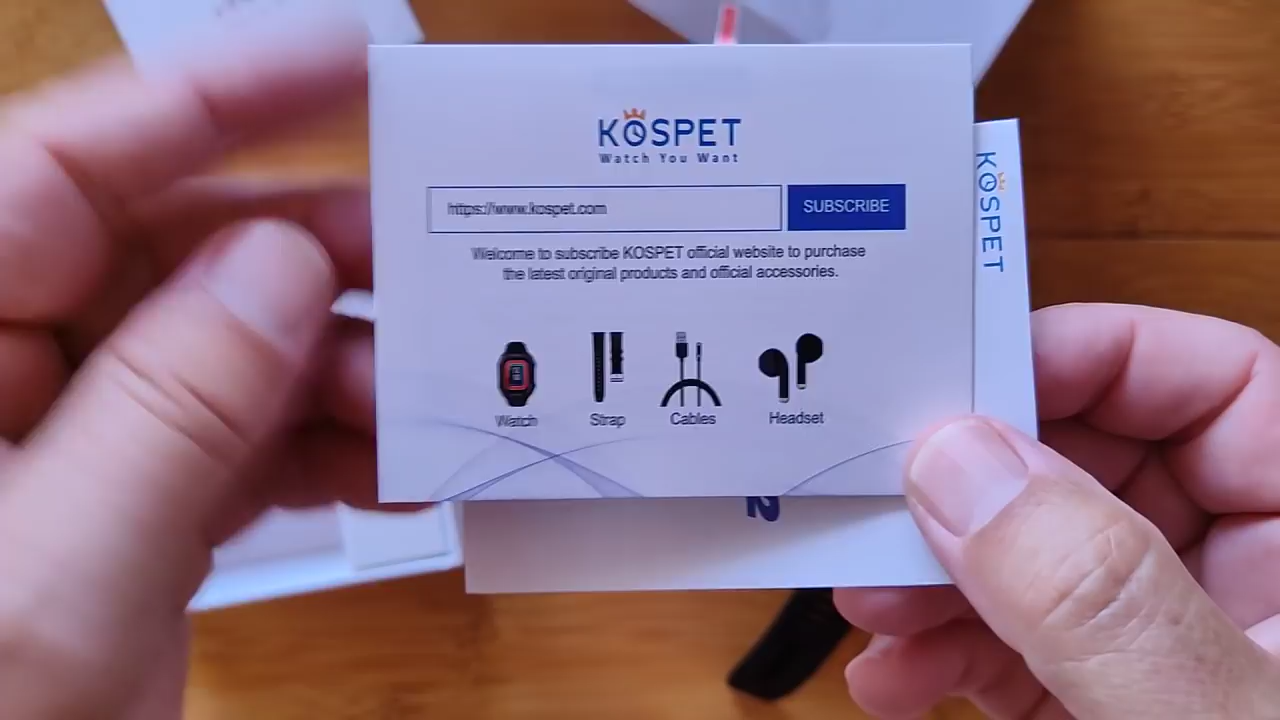 KOSPET
Watch You Want
https://www.kospet.com
SUBSCRIBE
Welcome to subscribe KOSPET official website to purchase
the latest original products and official accessories.
Watch
Strap
Cables
Headset
KOSPET
2